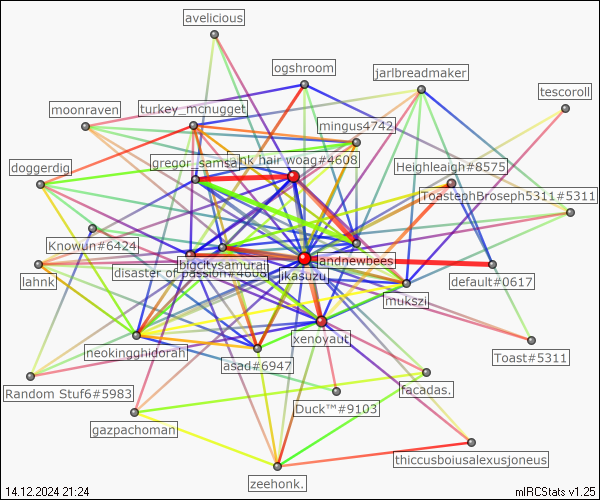 avelicious
ogshroom
jarlbreadmaker
tescoroll
moonraven
turkey_mcnugget
mingus4742
doggerdig
gregor_samsa
nk hair woag#4608
Heighleaigh#8575
ToastephBroseph5311#5311
Knowun#6424
andnewbees
bigcitysamurai
lahnk
disaster of passion#4608
ikasuzu
default#0617
mukszi
xenoyaut
neokingghidorah
asad#6947
Toast#5311
Random Stuf6#5983
facadas.
Duck™#9103
gazpachoman
thiccusboiusalexusjoneus
zeehonk.
14.12.2024 21:24
mIRCStats v1.25